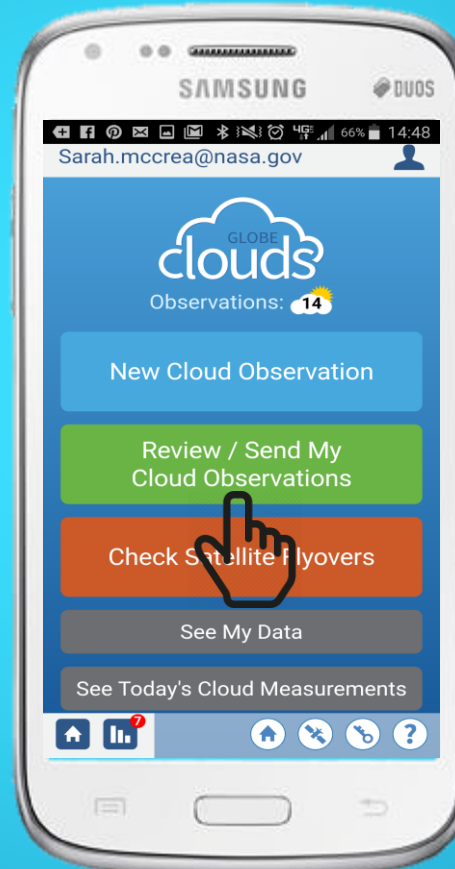 SAMSUNG
DUOS
4G 66% 14:48
Sarah.mccrea@nasa.gov
GLOBE
clouds
Observations: 14
New Cloud Observation
Review / Send My
Cloud Observations
Check Satellite Flyovers
See My Data
See Today's Cloud Measurements
7
?